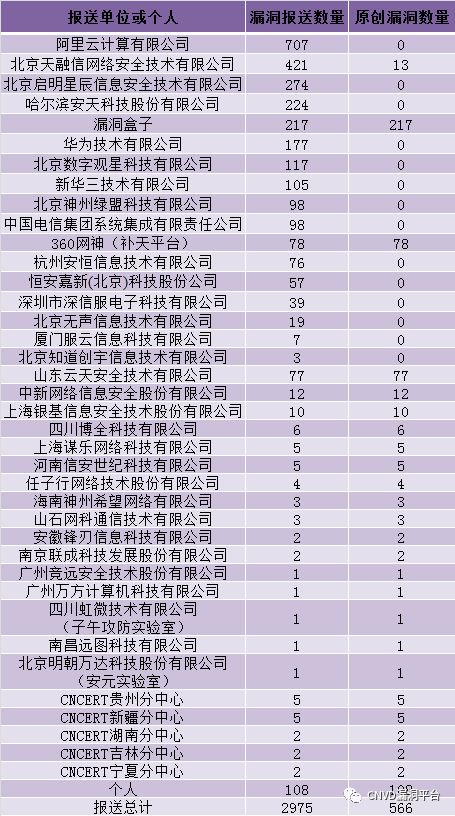 报送单位或个人 漏洞报送数量 原创漏洞数量
阿里云计算有限公司 707 0
北京天融信网络安全技术有限公司 421 13
北京启明星辰信息安全技术有限公司 274 0
哈尔滨安天科技股份有限公司 224 0
漏洞盒子 217 217
华为技术有限公司 177 0
北京数字观星科技有限公司 117 0
新华三技术有限公司 105 0
北京神州绿盟科技有限公司 98 0
中国电信集团系统集成有限责任公司 98 0
360网神（补天平台） 78 78
杭州安恒信息技术有限公司 76 0
恒安嘉新(北京)科技股份公司 57 0
深圳市深信服电子科技有限公司 39 0
北京无声信息技术有限公司 19 0
厦门服云信息科技有限公司 7 0
北京知道创宇信息技术有限公司 3 0
山东云天安全技术有限公司 77 77
中新网络信息安全股份有限公司 12 12
上海银基信息安全技术股份有限公司 10 10
四川博全科技有限公司 6 6
上海谋乐网络科技有限公司 5 5
河南信安世纪科技有限公司 5 5
任子行网络技术股份有限公司 4 4
海南神州希望网络有限公司 3 3
山石网科通信技术有限公司 3 3
安徽锋刃信息科技有限公司 2 2
南京联成科技发展股份有限公司 2 2
广州竞远安全技术股份有限公司 1 1
广州万方计算机科技有限公司 1 1
四川虹微技术有限公司
（子午攻防实验室） 1 1
南昌远图科技有限公司 1 1
北京明朝万达科技股份有限公司
（安元实验室） 1 1
CNCERT贵州分中心 5 5
CNCERT新疆分中心 5 5
CNCERT湖南分中心 2 2
CNCERT吉林分中心 2 2
CNCERT宁夏分中心 2 2
个人 108 108
报送总计 2975 566
CNVD漏洞平台